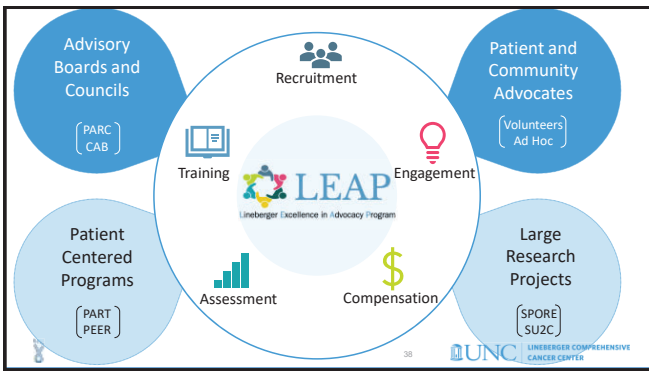 Advisory
Boards and
Councils
PARC
CAB
Recruitment
Patient and
Community
Advocates
Volunteers
Ad Hoc
Training
Engagement
LEAP
Lineberger Excellence in Advocacy Program
Patient
Centered
Programs
PART
PEER
Assessment
Compensation
Large
Research
Projects
SPORE
SU2C
38
UNC
LINEBERGER COMPREHENSIVE
CANCER CENTER